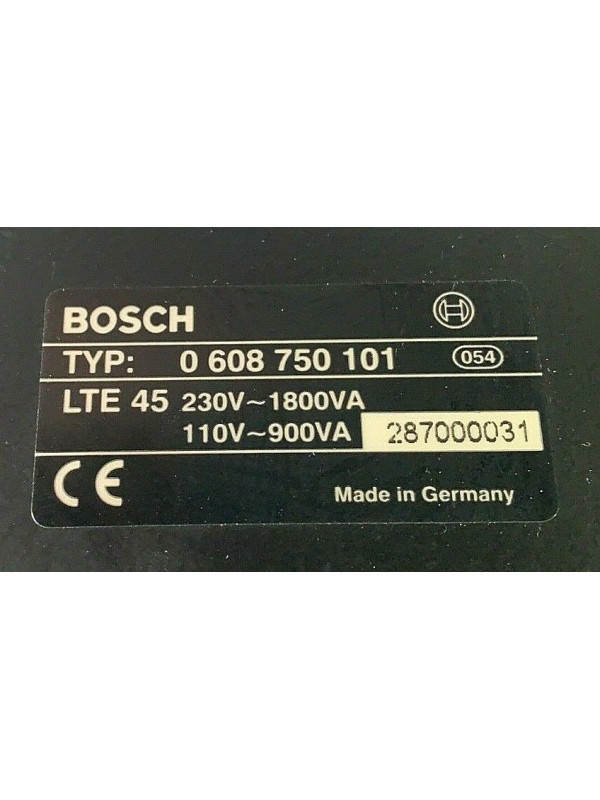 BOSCH
TYP: 0 608 750 101 054
LTE 45 230V~1800VA
110V~900VA 287000031
CE
Made in Germany